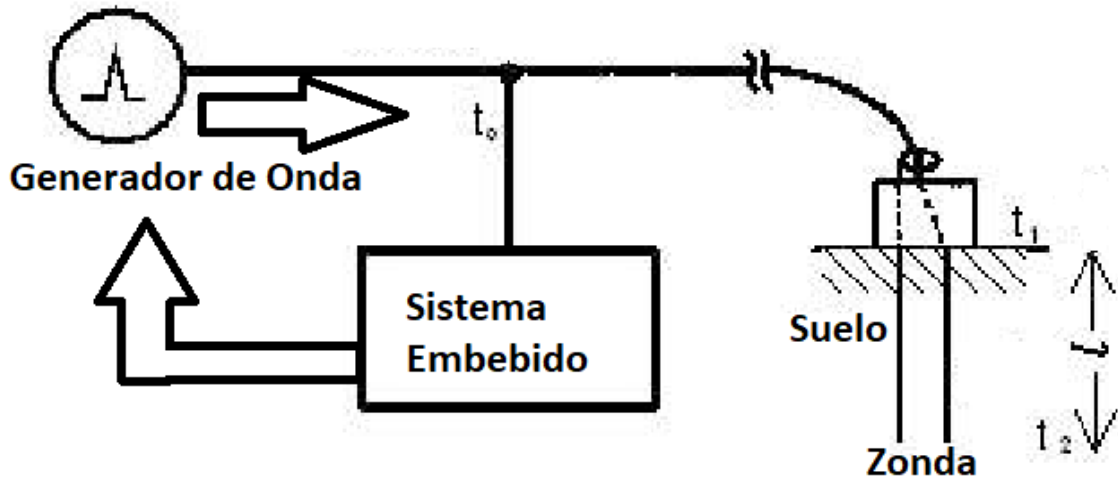 t₀
Generador de Onda
t₁
Sistema
Embebido
Suelo
l
t₂
Zonda